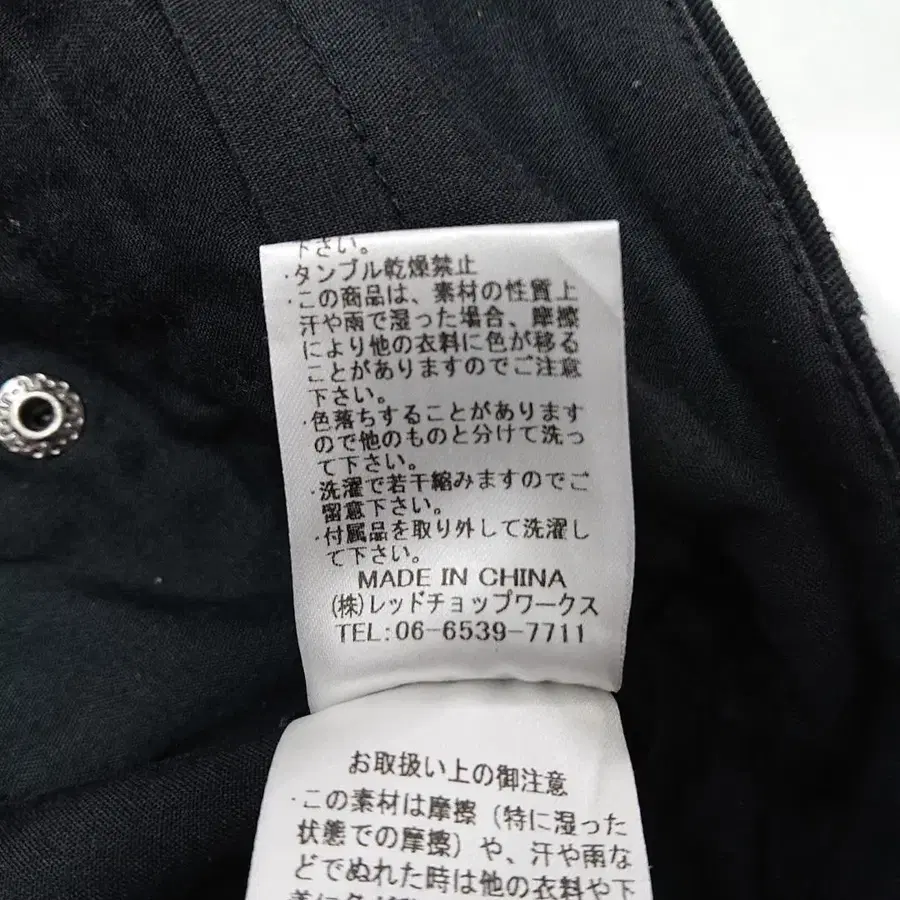 下さい。
・タンブル乾燥禁止
・この商品は、素材の性質上
汗や雨で湿った場合、摩擦
により他の衣料に色が移る
ことがありますのでご注意
下さい。
・色落ちすることがあります
ので他のものと分けて洗っ
て下さい。
・洗濯で若干縮みますのでご
留意下さい。
・付属品を取り外して洗濯し
て下さい。
MADE IN CHINA
(株)レッドチョップワークス
TEL:06-6539-7711
お取扱い上の御注意
・この素材は摩擦（特に湿った
状態での摩擦）や、汗や雨な
どでぬれた時は他の衣料や下